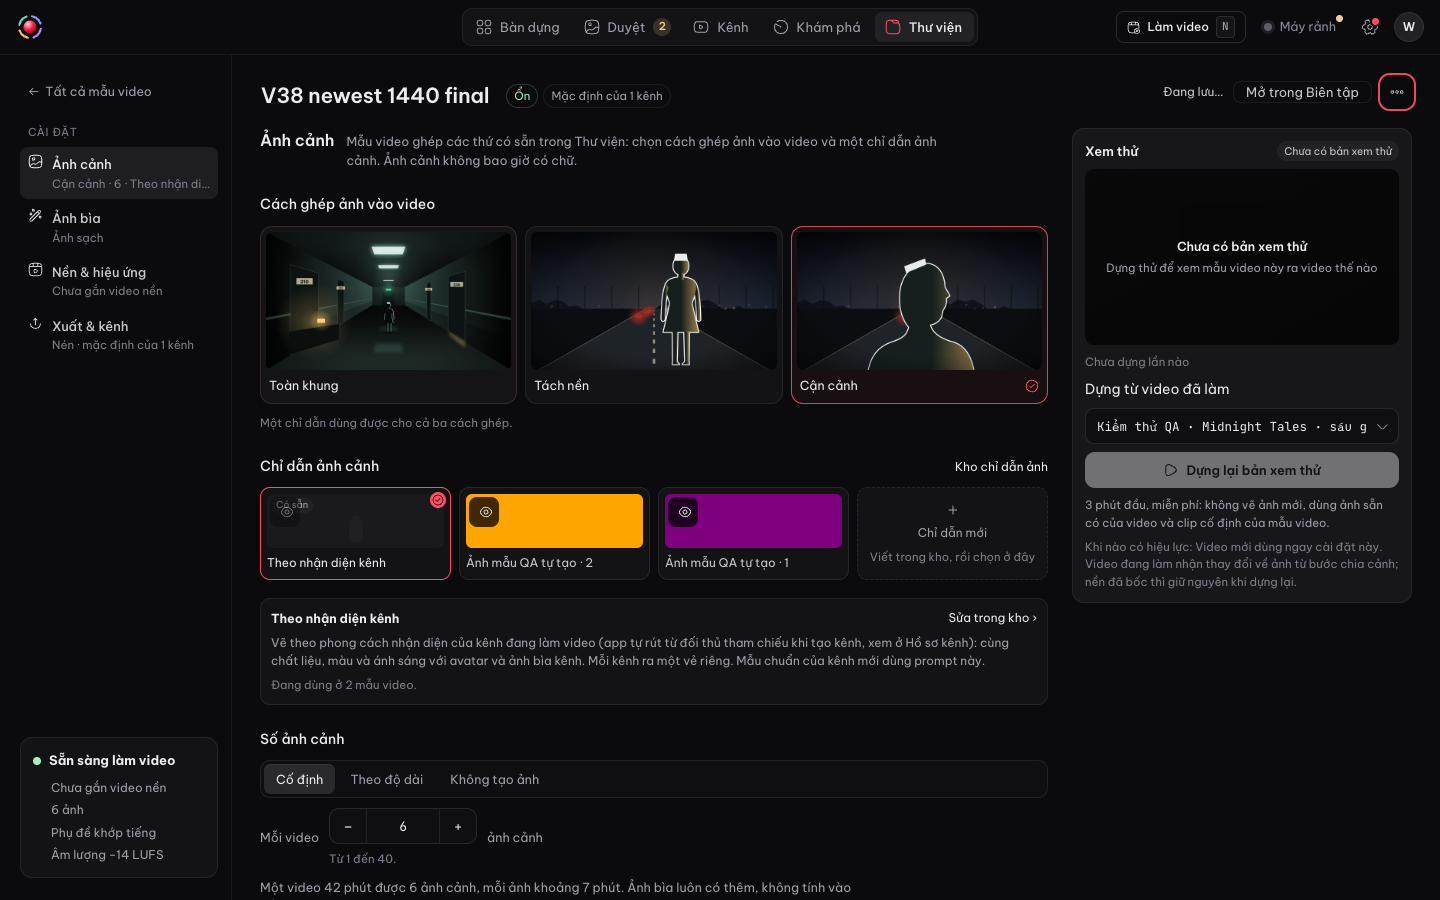 Bàn dựng
Duyệt 2
Kênh
Khám phá
Thư viện
Làm video N
Máy rảnh
W
← Tất cả mẫu video
CÀI ĐẶT
Ảnh cảnh
Cận cảnh · 6 · Theo nhận di...
Ảnh bìa
Ảnh sạch
Nền & hiệu ứng
Chưa gắn video nền
Xuất & kênh
Nén · mặc định của 1 kênh
Sẵn sàng làm video
Chưa gắn video nền
6 ảnh
Phụ đề khớp tiếng
Âm lượng -14 LUFS
V38 newest 1440 final
Ổn
Mặc định của 1 kênh
Đang lưu...
Mở trong Biên tập
Ảnh cảnh
Mẫu video ghép các thứ có sẵn trong Thư viện: chọn cách ghép ảnh vào video và một chỉ dẫn ảnh
cảnh. Ảnh cảnh không bao giờ có chữ.
Cách ghép ảnh vào video
Toàn khung
Tách nền
Cận cảnh
Một chỉ dẫn dùng được cho cả ba cách ghép.
Chỉ dẫn ảnh cảnh
Kho chỉ dẫn ảnh
Có sẵn
Theo nhận diện kênh
Ảnh mẫu QA tự tạo · 2
Ảnh mẫu QA tự tạo · 1
+
Chỉ dẫn mới
Viết trong kho, rồi chọn ở đây
Theo nhận diện kênh
Sửa trong kho ›
Vẽ theo phong cách nhận diện của kênh đang làm video (app tự rút từ đối thủ tham chiếu khi tạo kênh, xem ở Hồ sơ kênh): cùng
chất liệu, màu và ánh sáng với avatar và ảnh bìa kênh. Mỗi kênh ra một vẻ riêng. Mẫu chuẩn của kênh mới dùng prompt này.
Đang dùng ở 2 mẫu video.
Số ảnh cảnh
Cố định
Theo độ dài
Không tạo ảnh
Mỗi video − 6 + ảnh cảnh
Từ 1 đến 40.
Một video 42 phút được 6 ảnh cảnh, mỗi ảnh khoảng 7 phút. Ảnh bìa luôn có thêm, không tính vào
Xem thử
Chưa có bản xem thử
Chưa có bản xem thử
Dựng thử để xem mẫu video này ra video thế nào
Chưa dựng lần nào
Dựng từ video đã làm
Kiểm thử QA · Midnight Tales · sáu g
Dựng lại bản xem thử
3 phút đầu, miễn phí: không vẽ ảnh mới, dùng ảnh sẵn
có của video và clip cố định của mẫu video.
Khi nào có hiệu lực: Video mới dùng ngay cài đặt này.
Video đang làm nhận thay đổi về ảnh từ bước chia cảnh;
nền đã bốc thì giữ nguyên khi dựng lại.